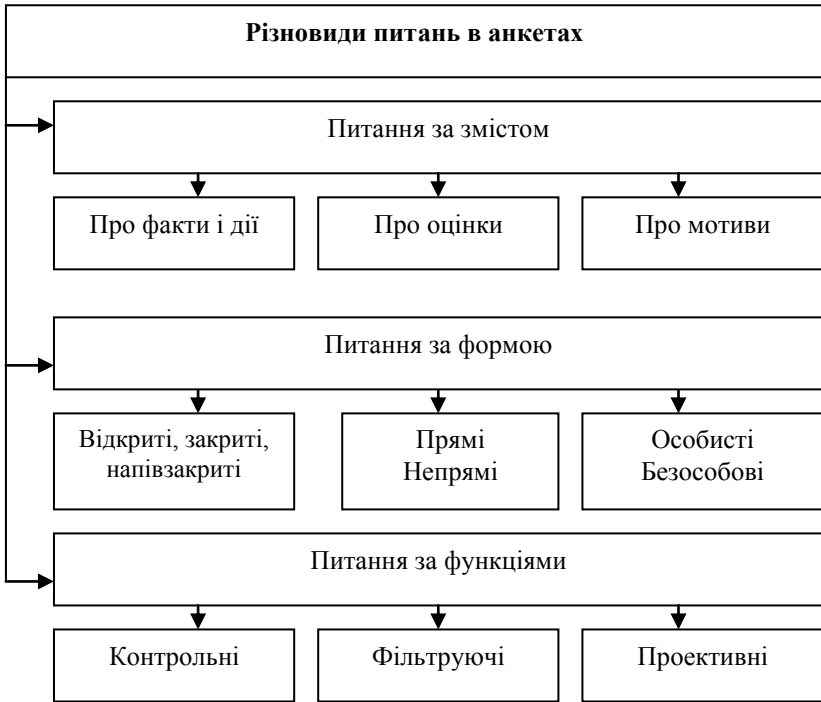 Різновиди питань в анкетах
Питання за змістом
Про факти і дії
Про оцінки
Про мотиви
Питання за формою
Відкриті, закриті,
напівзакриті
Прямі
Непрямі
Особисті
Безособові
Питання за функціями
Контрольні
Фільтруючі
Проективні